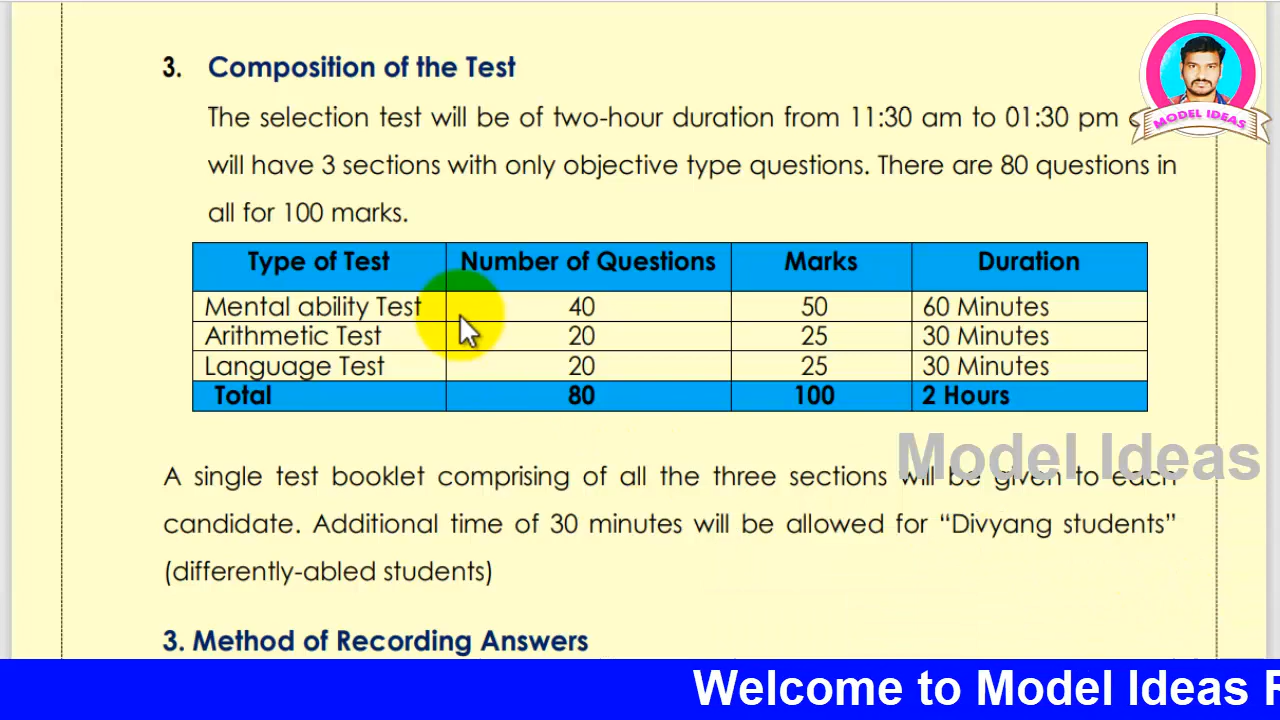 3. Composition of the Test
MODEL IDEAS
The selection test will be of two-hour duration from 11:30 am to 01:30 pm
will have 3 sections with only objective type questions. There are 80 questions in
all for 100 marks.
Type of Test Number of Questions Marks Duration
Mental ability Test 40 50 60 Minutes
Arithmetic Test 20 25 30 Minutes
Language Test 20 25 30 Minutes
Total 80 100 2 Hours
Model Ideas
A single test booklet comprising of all the three sections will be given to each
candidate. Additional time of 30 minutes will be allowed for “Divyang students”
(differently-abled students)
3. Method of Recording Answers
Welcome to Model Ideas